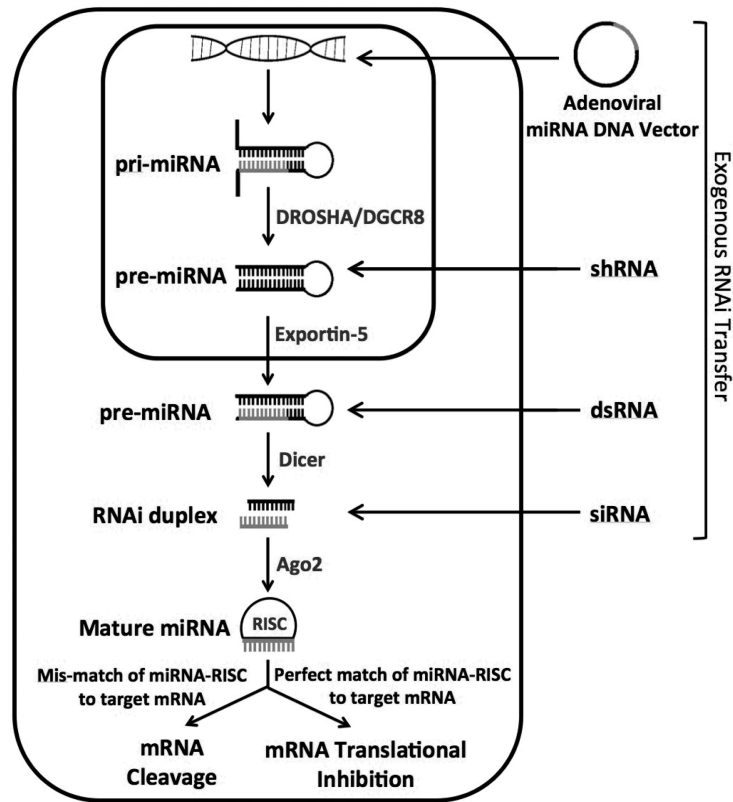 Adenoviral
miRNA DNA Vector
Exogenous RNAi Transfer
pri-miRNA
DROSHA/DGCR8
pre-miRNA
shRNA
Exportin-5
pre-miRNA
dsRNA
Dicer
RNAi duplex
siRNA
Ago2
Mature miRNA
RISC
Mis-match of miRNA-RISC
to target mRNA
Perfect match of miRNA-RISC
to target mRNA
mRNA
Cleavage
mRNA Translational
Inhibition